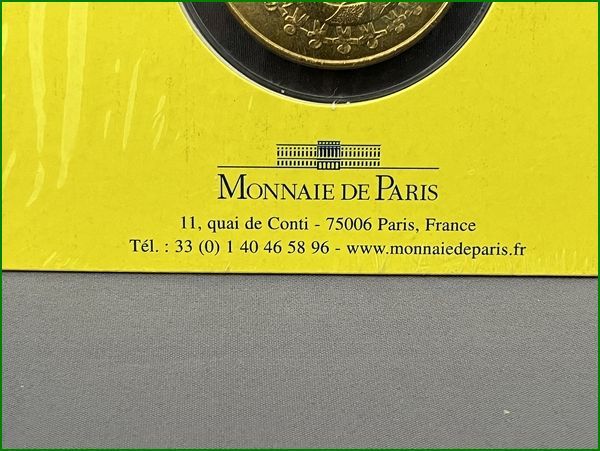 MONNAIE DE PARIS
11, quai de Conti - 75006 Paris, France
Tél. : 33 (0) 1 40 46 58 96 - www.monnaiedeparis.fr